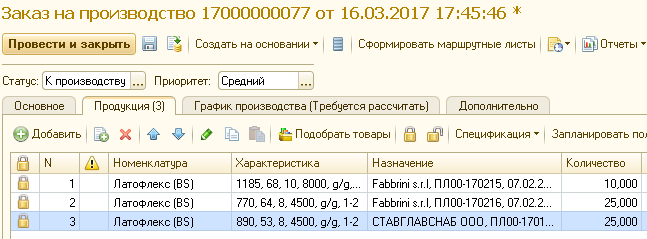 Заказ на производство 17000000077 от 16.03.2017 17:45:46 *
Провести и закрыть Создать на основании Сформировать маршрутные листы Отчеты
Статус: К производству ... Приоритет: Средний ...
Основное Продукция (3) График производства (Требуется рассчитать) Дополнительно
Добавить Подобрать товары Спецификация Запланировать пол
N Номенклатура Характеристика Назначение Количество
1 Латофлекс (BS) 1185, 68, 10, 8000, g/g,... Fabbrini s.r.l, ПЛ00-170215, 07.02.2... 10,000
2 Латофлекс (BS) 770, 64, 8, 4500, g/g, 1-2 Fabbrini s.r.l, ПЛ00-170216, 07.02.2... 25,000
3 Латофлекс (BS) 890, 53, 8, 4500, g/g, 1-2 СТАВГЛАВСНАБ ООО, ПЛ00-1701... 25,000